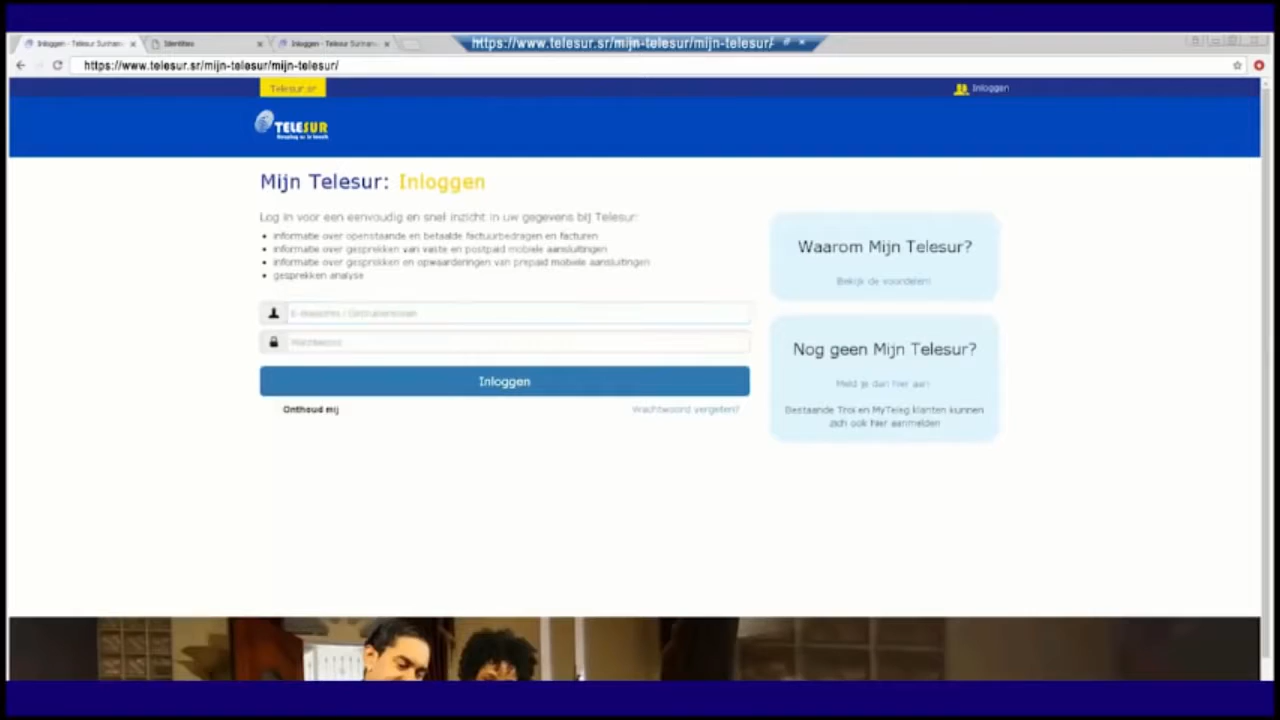 Inloggen - Telesur Surinam
Identities
Inloggen - Telesur Surinam
https://www.telesur.sr/mijn-telesur/mijn-telesur/
https://www.telesur.sr/mijn-telesur/mijn-telesur/
Telesur.sr
Inloggen
TELESUR
Mijn Telesur: Inloggen
Log in voor een eenvoudig en snel inzicht in uw gegevens bij Telesur:
informatie over openstaande en betaalde factuurbedragen en facturen
informatie over gesprekken van vaste en postpaid mobiele aansluitingen
informatie over gesprekken en opwaarderingen van prepaid mobiele aansluitingen
gesprekken analyse
E-mailadres / Gebruikersnaam
Wachtwoord
Inloggen
Onthoud mij
Wachtwoord vergeten?
Waarom Mijn Telesur?
Bekijk de voordelen!
Nog geen Mijn Telesur?
Meld je dan hier aan
Bestaande Troi en MyTeleg klanten kunnen
zich ook hier aanmelden